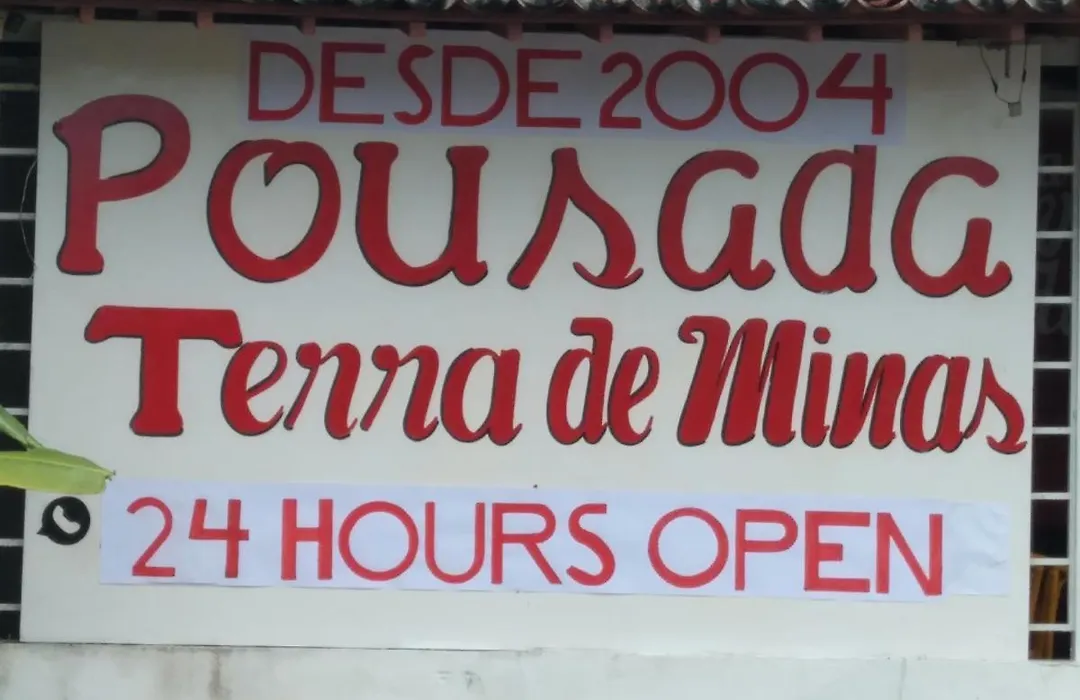 DESDE 2004
Pousada
Terra de Minas
24 HOURS OPEN